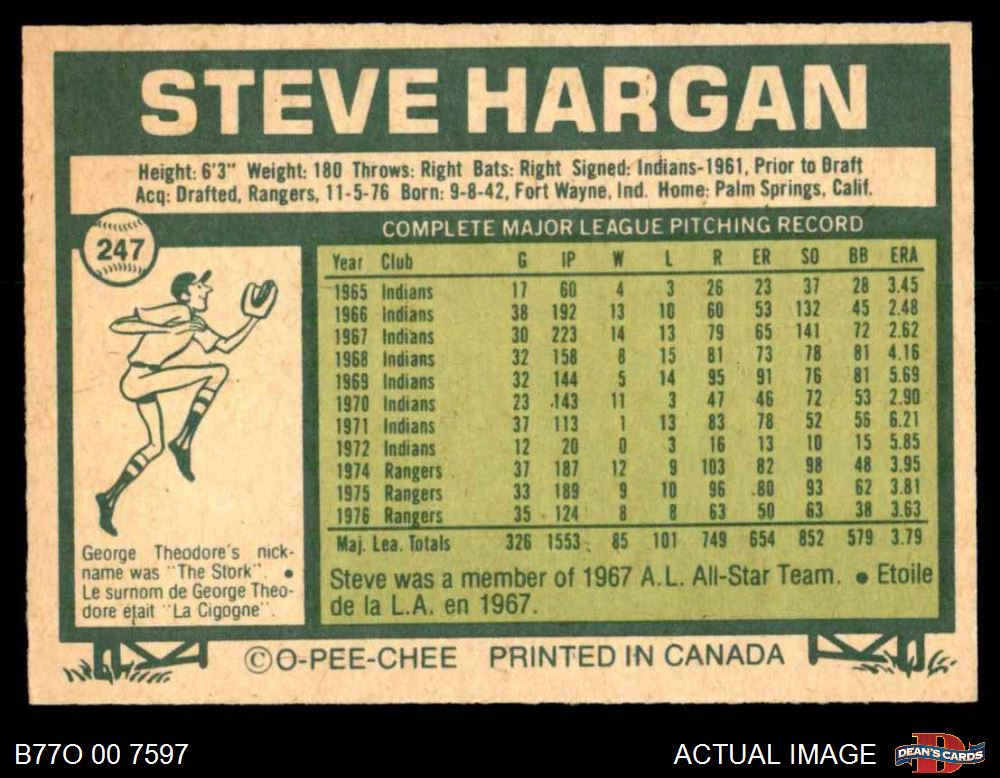 STEVE HARGAN
Height: 6'3" Weight: 180 Throws: Right Bats: Right Signed: Indians-1961, Prior to Draft
Acq: Drafted, Rangers, 11-5-76 Born: 9-8-42, Fort Wayne, Ind. Home: Palm Springs, Calif.
247
COMPLETE MAJOR LEAGUE PITCHING RECORD
Year Club G IP W L R ER SO BB ERA
1965 Indians 17 60 4 3 26 23 37 28 3.45
1966 Indians 38 192 13 10 60 53 132 45 2.48
1967 Indians 30 223 14 13 79 65 141 72 2.62
1968 Indians 32 158 8 15 81 73 78 81 4.16
1969 Indians 32 144 5 14 95 91 76 81 5.69
1970 Indians 23 143 11 3 47 46 72 53 2.90
1971 Indians 37 113 1 13 83 78 52 56 6.21
1972 Indians 12 20 0 3 16 13 10 15 5.85
1974 Rangers 37 187 12 9 103 82 98 48 3.95
1975 Rangers 33 189 9 10 96 80 93 62 3.81
1976 Rangers 35 124 8 8 63 50 63 38 3.63
Maj. Lea. Totals 326 1553 85 101 749 654 852 579 3.79
Steve was a member of 1967 A.L. All-Star Team. ● Etoile
de la L.A. en 1967.
George Theodore's nick-
name was "The Stork". ●
Le surnom de George Theo-
dore était "La Cigogne".
©O-PEE-CHEE PRINTED IN CANADA
B77O 00 7597
ACTUAL IMAGE
D
DEAN'S CARDS